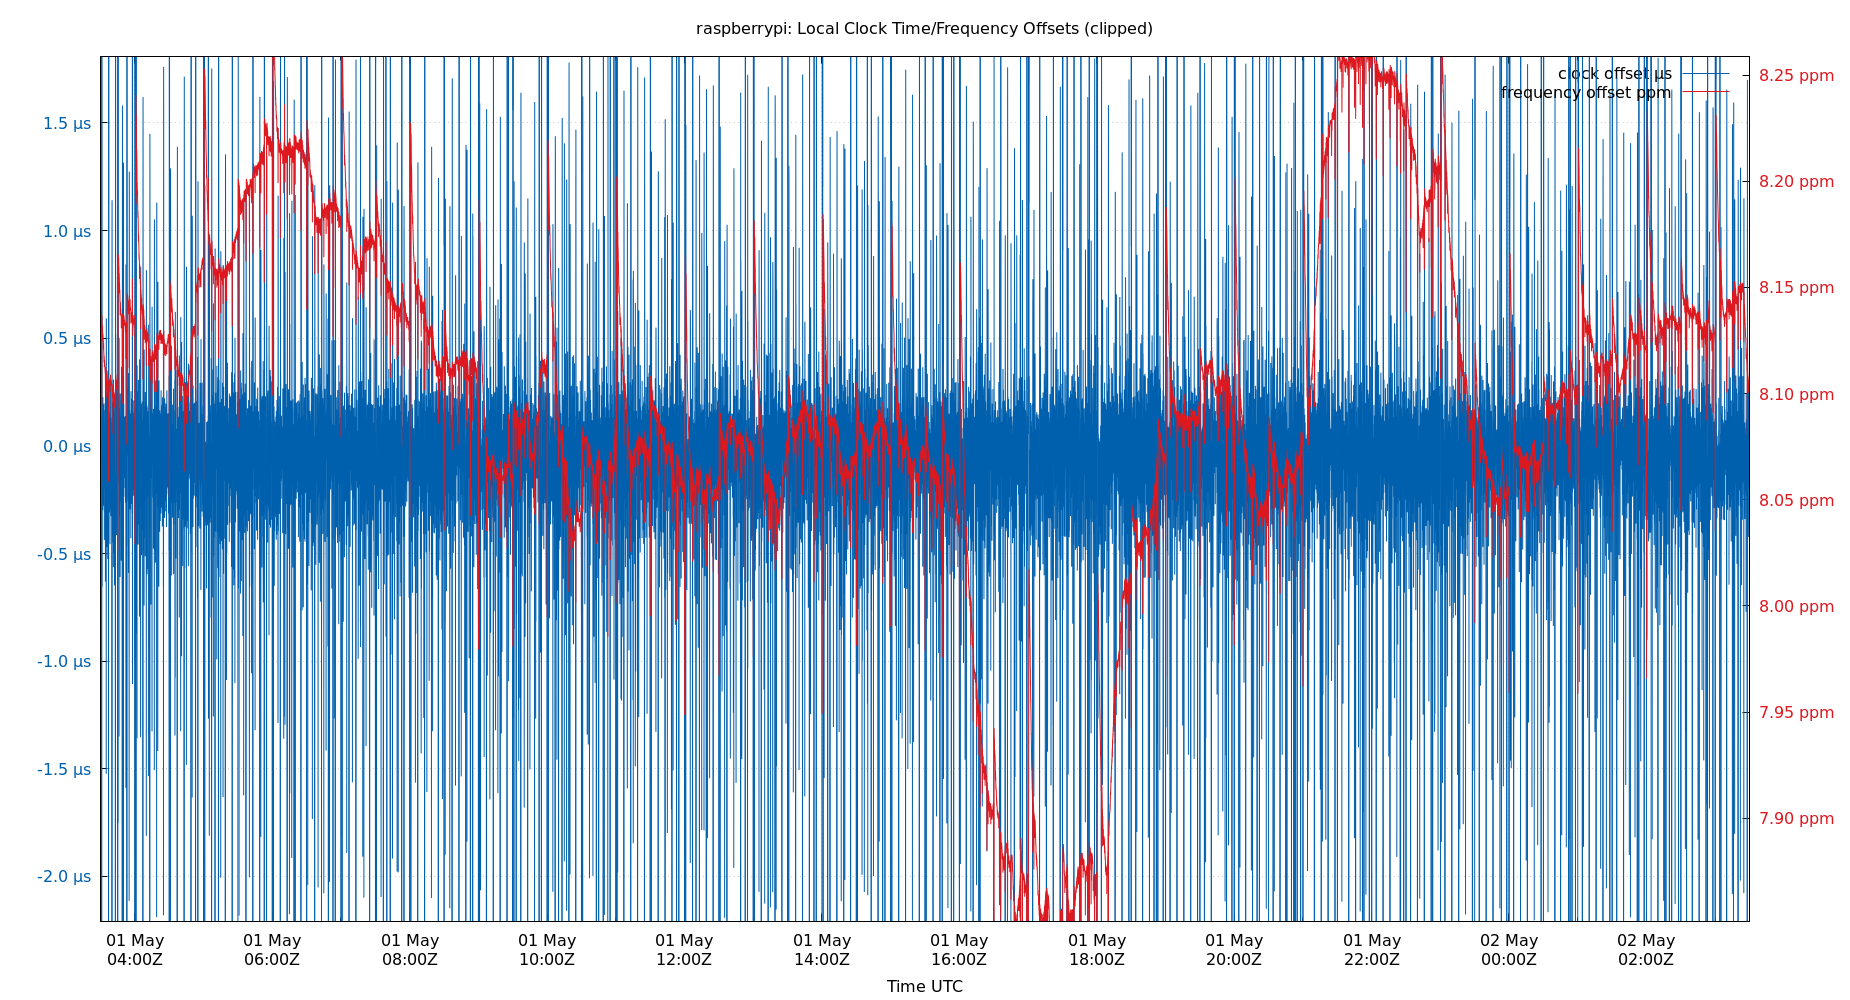 raspberrypi: Local Clock Time/Frequency Offsets (clipped)
clock offset µs
frequency offset ppm
1.5 µs
1.0 µs
0.5 µs
0.0 µs
-0.5 µs
-1.0 µs
-1.5 µs
-2.0 µs
8.25 ppm
8.20 ppm
8.15 ppm
8.10 ppm
8.05 ppm
8.00 ppm
7.95 ppm
7.90 ppm
01 May 01 May 01 May 01 May 01 May 01 May 01 May 01 May 01 May 01 May 02 May 02 May
04:00Z 06:00Z 08:00Z 10:00Z 12:00Z 14:00Z 16:00Z 18:00Z 20:00Z 22:00Z 00:00Z 02:00Z
Time UTC